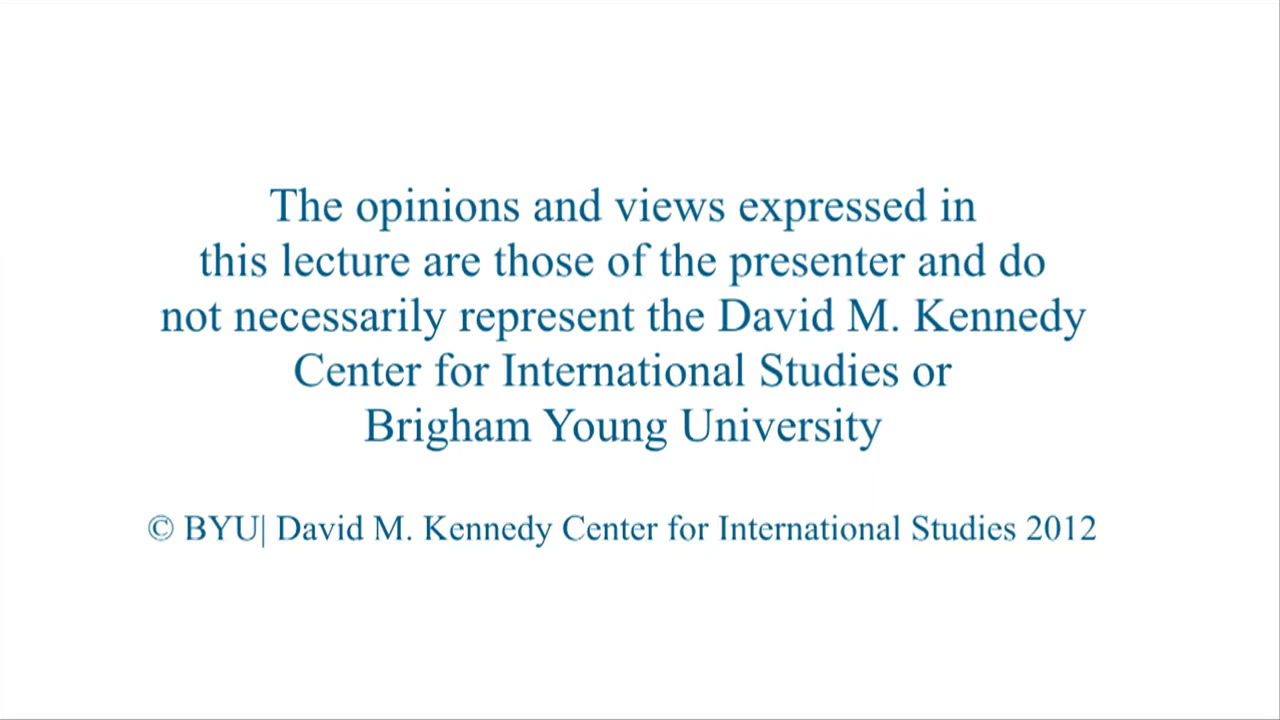 The opinions and views expressed in
this lecture are those of the presenter and do
not necessarily represent the David M. Kennedy
Center for International Studies or
Brigham Young University
© BYU| David M. Kennedy Center for International Studies 2012